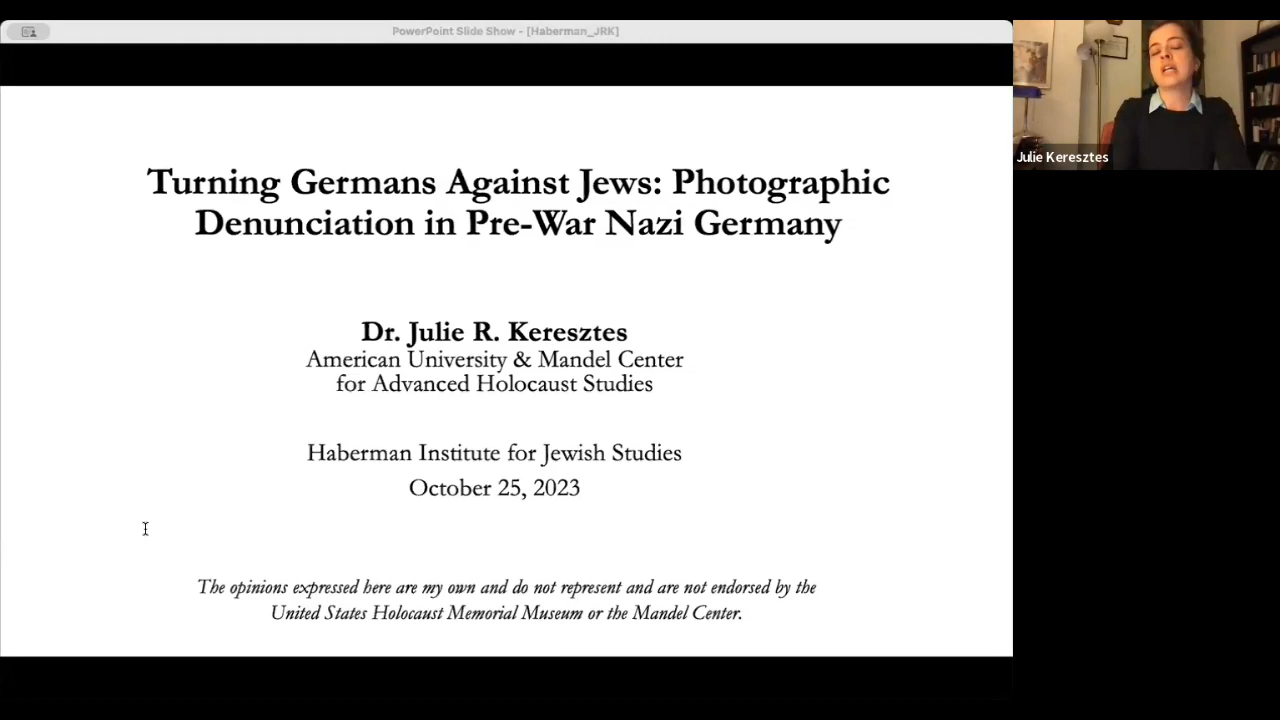 PowerPoint Slide Show - [Haberman_JRK]
Turning Germans Against Jews: Photographic
Denunciation in Pre-War Nazi Germany
Dr. Julie R. Keresztes
American University & Mandel Center
for Advanced Holocaust Studies
Haberman Institute for Jewish Studies
October 25, 2023
The opinions expressed here are my own and do not represent and are not endorsed by the
United States Holocaust Memorial Museum or the Mandel Center.
Julie Keresztes